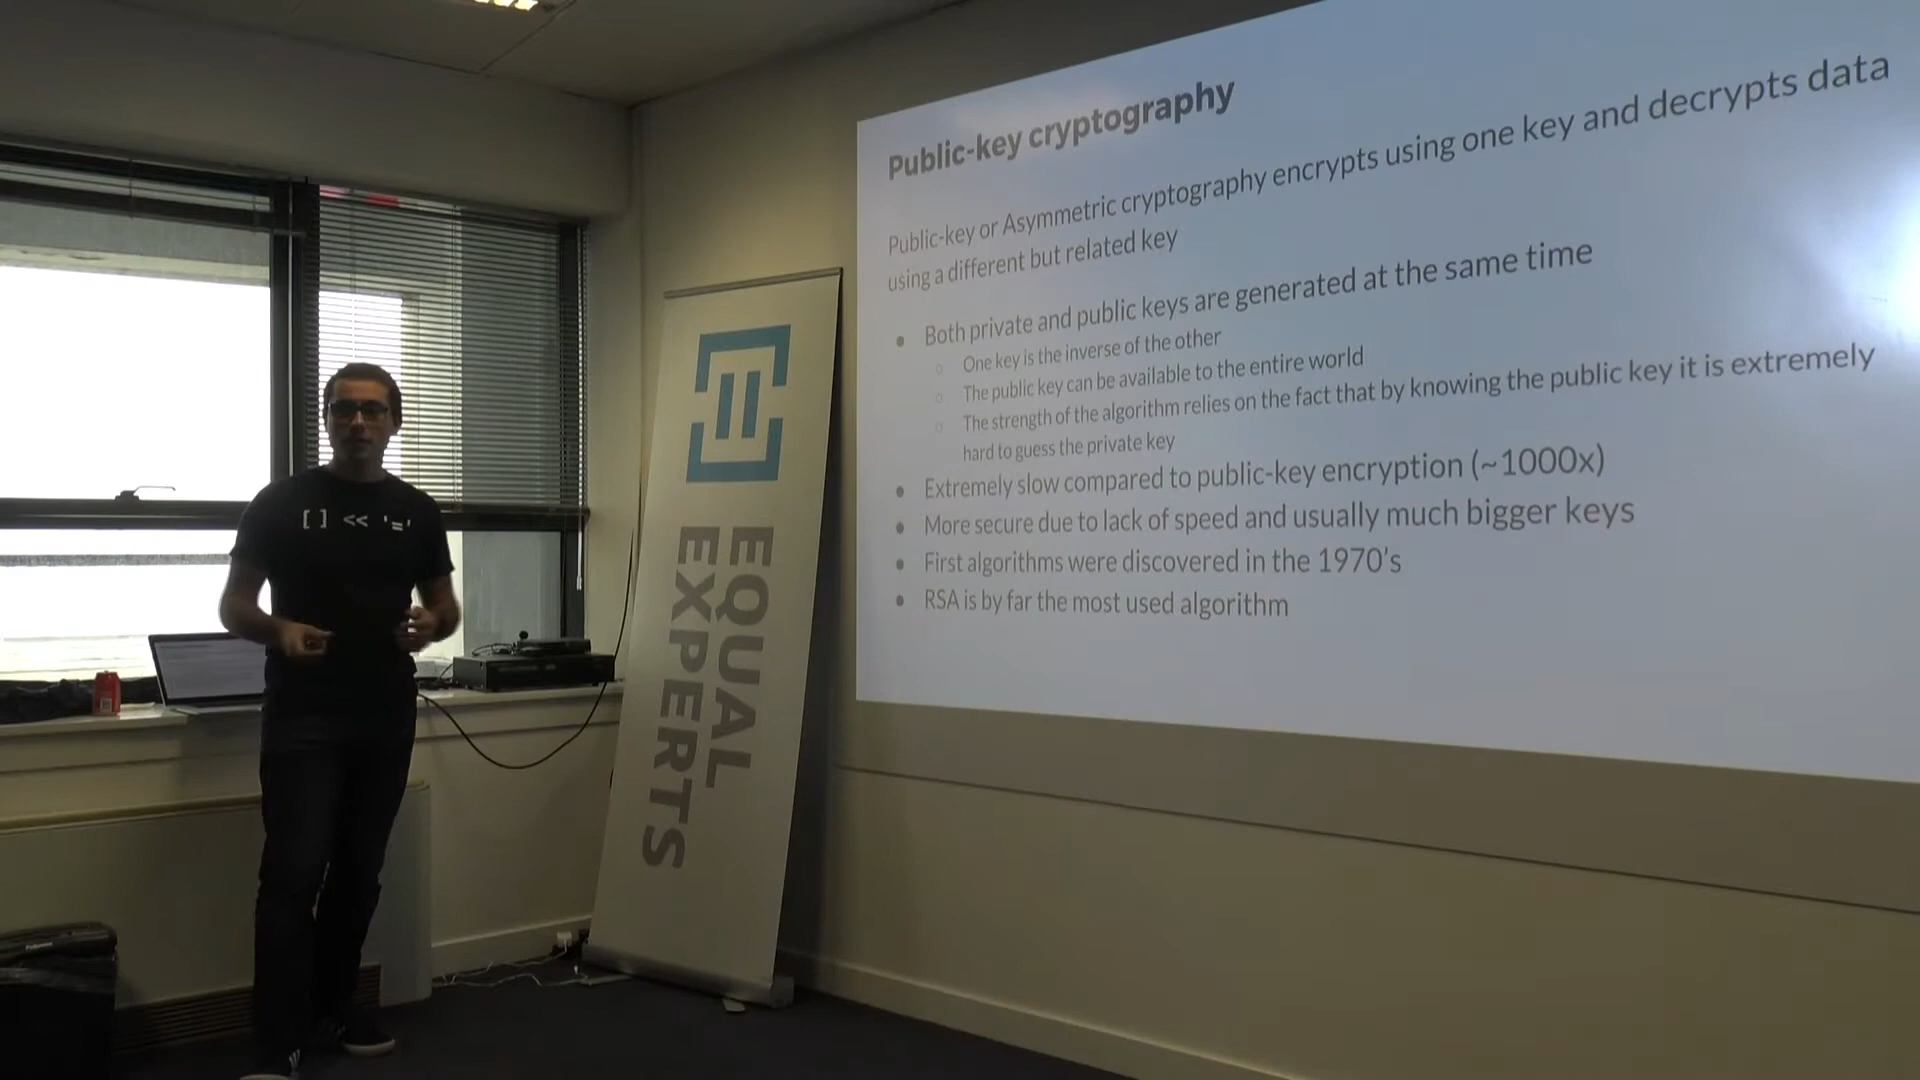 Public-key cryptography
Public-key or Asymmetric cryptography encrypts using one key and decrypts data
using a different but related key
● Both private and public keys are generated at the same time
○ One key is the inverse of the other
○ The public key can be available to the entire world
○ The strength of the algorithm relies on the fact that by knowing the public key it is extremely
hard to guess the private key
● Extremely slow compared to public-key encryption (~1000x)
● More secure due to lack of speed and usually much bigger keys
● First algorithms were discovered in the 1970's
● RSA is by far the most used algorithm
[ ] << '='
EQUAL
EXPERTS